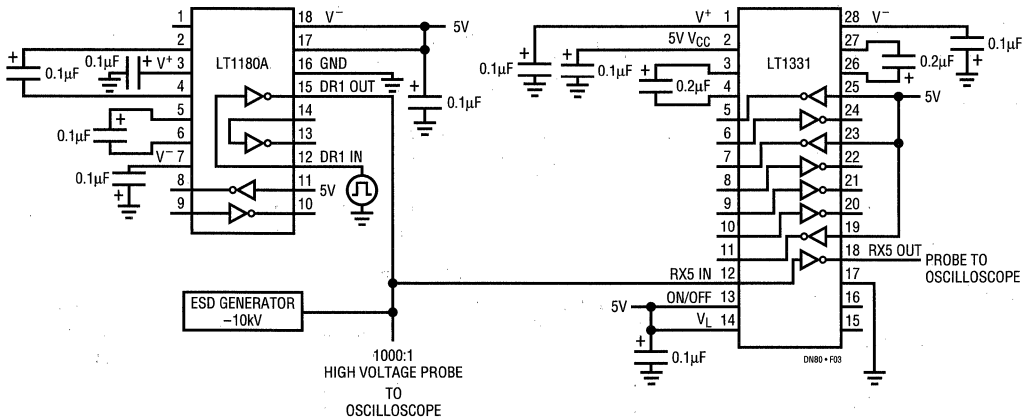 1
2
0.1µF
0.1µF
V⁺ 3
4
5
0.1µF
6
V⁻ 7
0.1µF
8
9
LT1180A
18 V⁻
5V
17
16 GND
15 DR1 OUT
0.1µF
14
13
12 DR1 IN
11 5V
10
ESD GENERATOR
–10kV
1000:1
HIGH VOLTAGE PROBE
TO
OSCILLOSCOPE
V⁺ 1
5V VCC 2
0.1µF
0.1µF
3
0.2µF
4
5
6
7
8
9
10
11
RX5 IN 12
ON/OFF 13
5V
VL 14
0.1µF
LT1331
28 V⁻
0.1µF
27
0.2µF
26
25
5V
24
23
22
21
20
19
18 RX5 OUT
PROBE TO
OSCILLOSCOPE
17
16
15
DN80 • F03